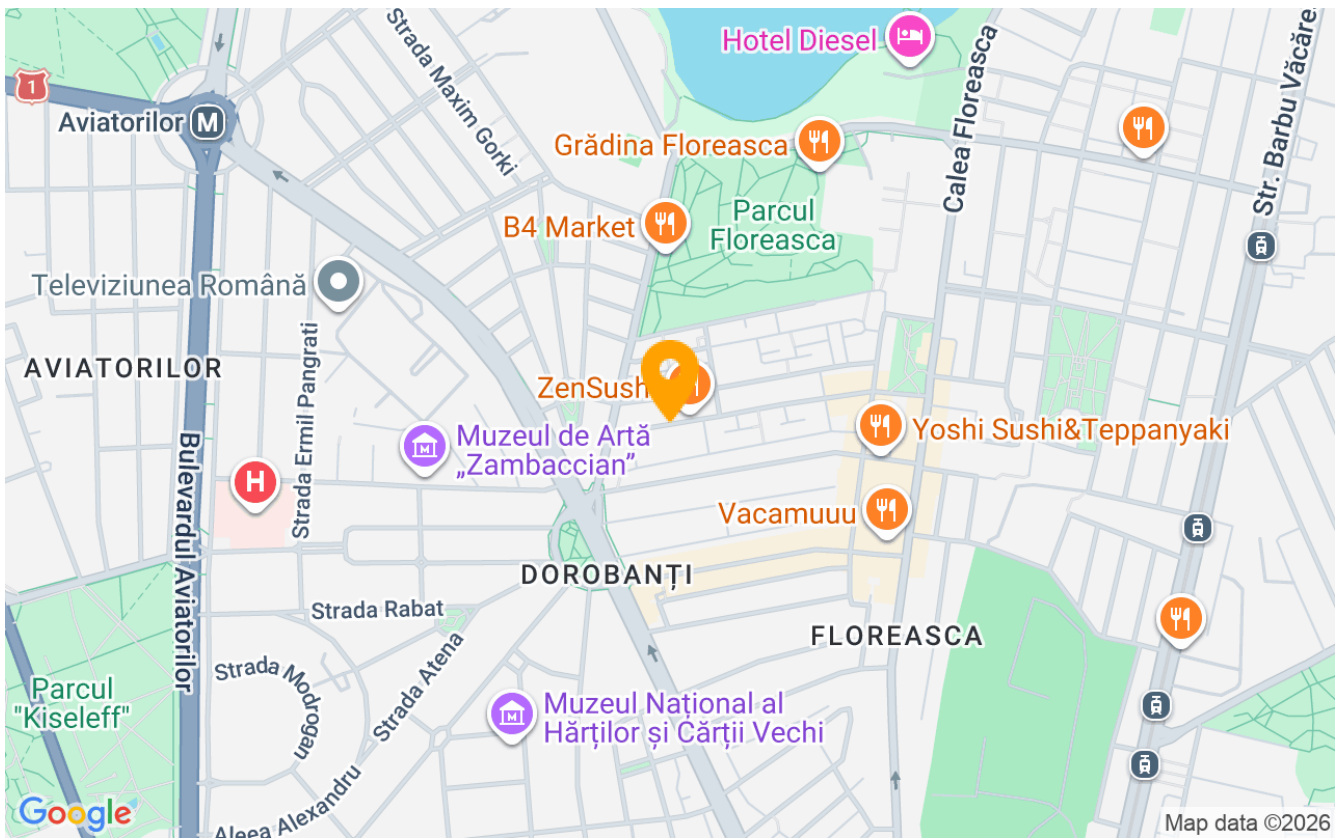 Hotel Diesel
Calea Floreasca
Str. Barbu Văcăre
Strada Maxim Gorki
1
Aviatorilor
M
Grădina Floreasca
B4 Market
Parcul
Floreasca
Televiziunea Română
Strada Ermil Pangrati
AVIATORILOR
ZenSush
Bulevardul Aviatorilor
Muzeul de Artă
„Zambaccian”
Yoshi Sushi&Teppanyaki
H
Vacamuuu
DOROBANȚI
Strada Rabat
FLOREASCA
Strada Modrogan
Strada Atena
Parcul
"Kiseleff"
Muzeul Național al
Hărților și Cărții Vechi
Aleea Alexandru
Google
Map data ©2026